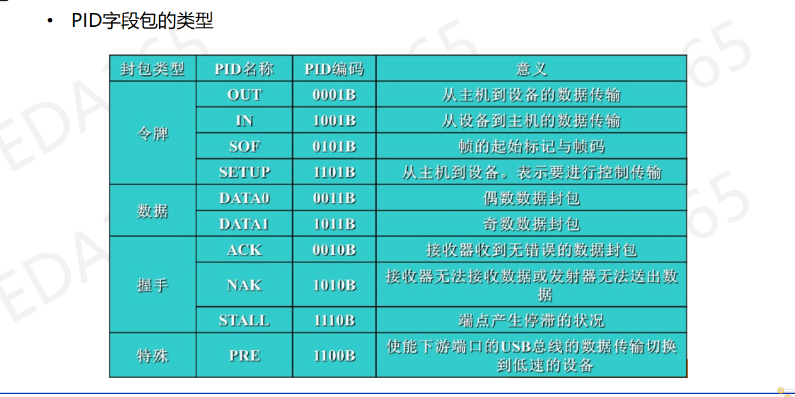 • PID字段包的类型
封包类型 PID名称 PID编码 意义
令牌 OUT 0001B 从主机到设备的数据传输
IN 1001B 从设备到主机的数据传输
SOF 0101B 帧的起始标记与帧码
SETUP 1101B 从主机到设备。表示要进行控制传输
数据 DATA0 0011B 偶数数据封包
DATA1 1011B 奇数数据封包
握手 ACK 0010B 接收器收到无错误的数据封包
NAK 1010B 接收器无法接收数据或发射器无法送出数
据
STALL 1110B 端点产生停滞的状况
特殊 PRE 1100B 使能下游端口的USB总线的数据传输切换
到低速的设备